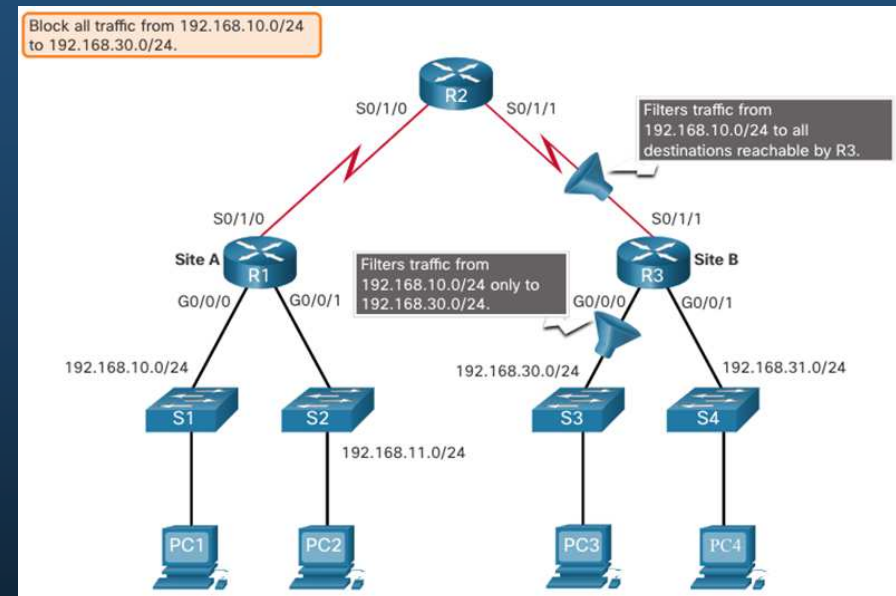 Block all traffic from 192.168.10.0/24
to 192.168.30.0/24.
R2
S0/1/0
S0/1/1
Filters traffic from
192.168.10.0/24 to all
destinations reachable by R3.
S0/1/0
S0/1/1
Site A
R1
Filters traffic from
192.168.10.0/24 only to
192.168.30.0/24.
R3
Site B
G0/0/0
G0/0/1
G0/0/0
G0/0/1
192.168.10.0/24
192.168.30.0/24
192.168.31.0/24
S1
S2
S3
S4
192.168.11.0/24
PC1
PC2
PC3
PC4